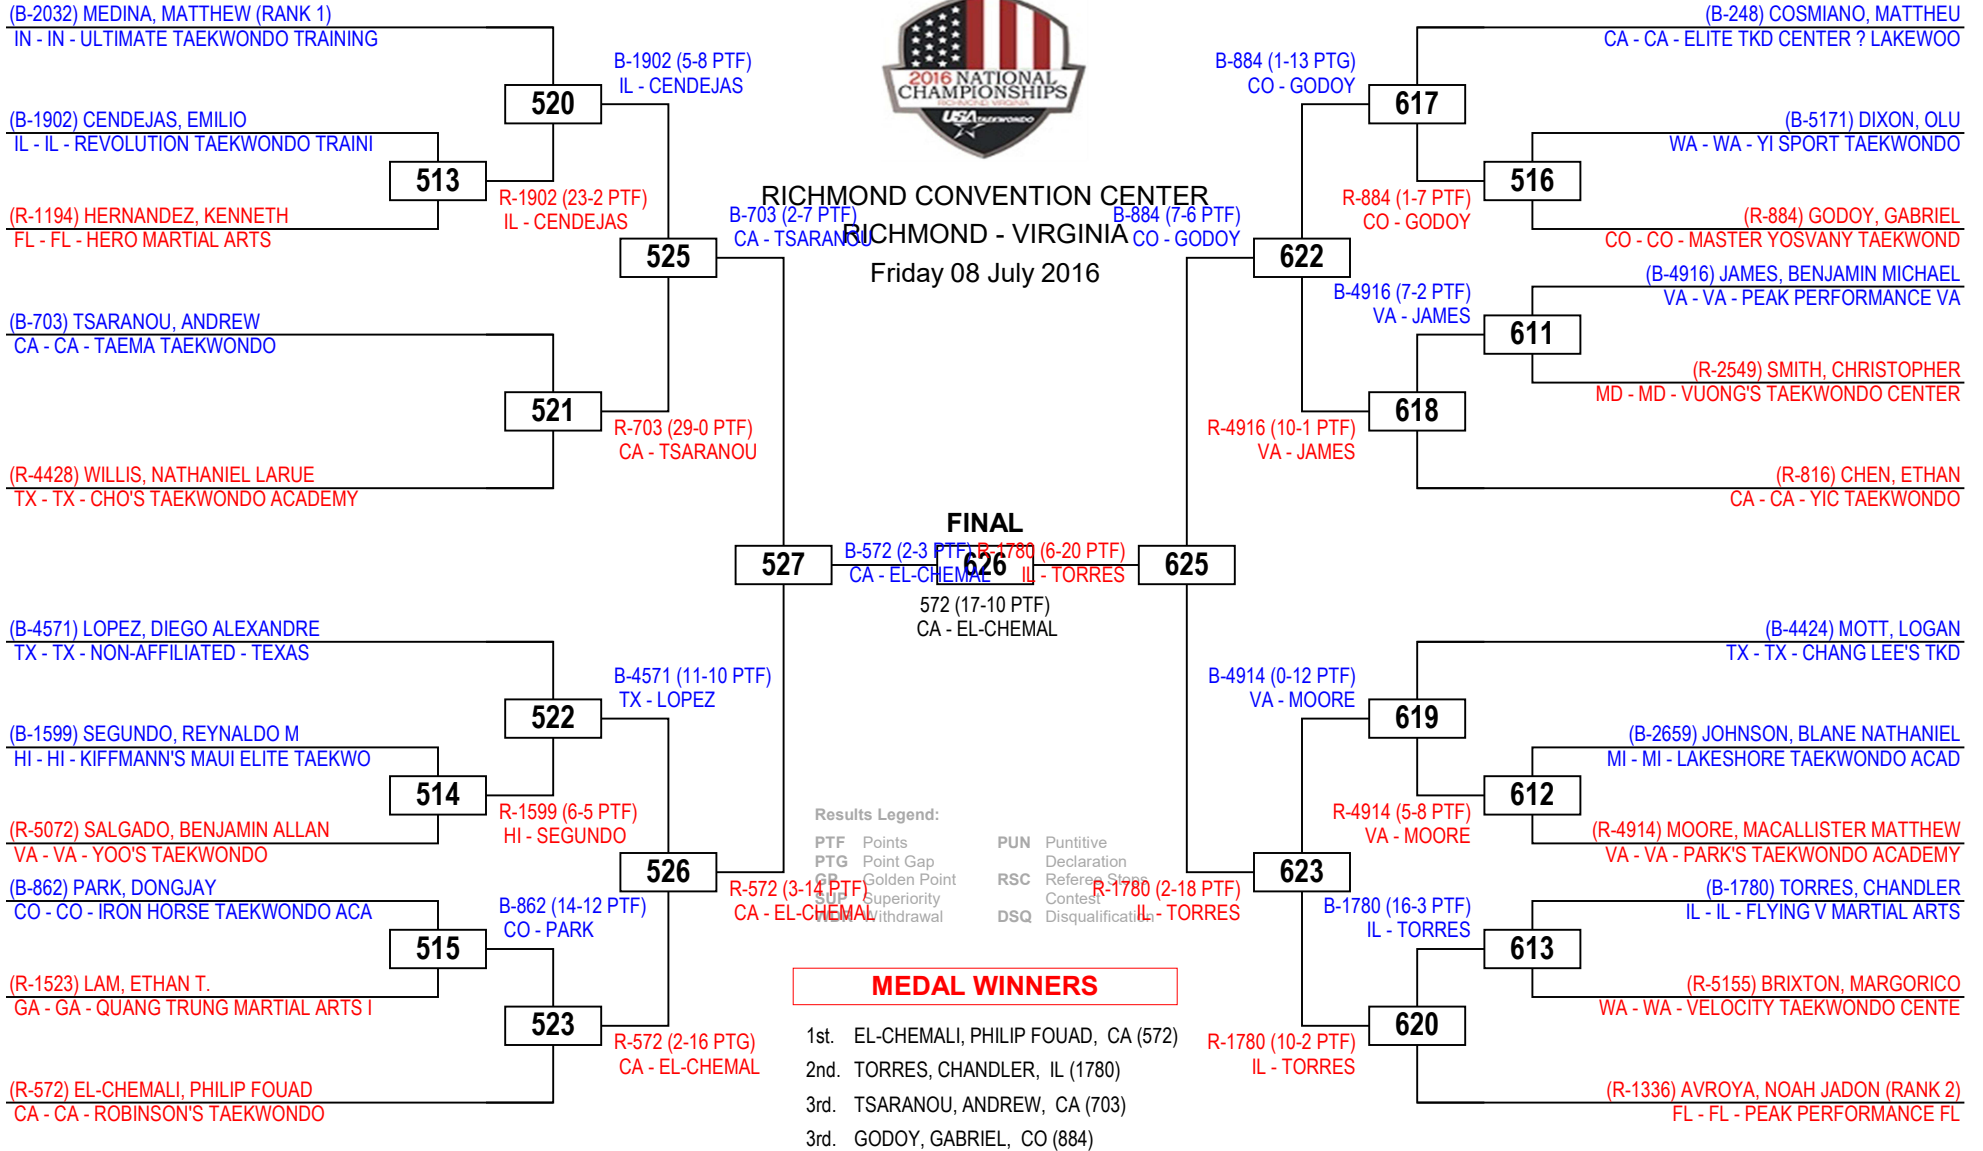 (B-2032) MEDINA, MATTHEW (RANK 1)
IN - IN - ULTIMATE TAEKWONDO TRAINING
B-1902 (5-8 PTF)
IL - CENDEJAS
520
(B-1902) CENDEJAS, EMILIO
IL - IL - REVOLUTION TAEKWONDO TRAINI
513
R-1902 (23-2 PTF)
IL - CENDEJAS
(R-1194) HERNANDEZ, KENNETH
FL - FL - HERO MARTIAL ARTS
525
B-703 (2-7 PTF)
CA - TSARANOU
(B-703) TSARANOU, ANDREW
CA - CA - TAEMA TAEKWONDO
521
R-703 (29-0 PTF)
CA - TSARANOU
(R-4428) WILLIS, NATHANIEL LARUE
TX - TX - CHO'S TAEKWONDO ACADEMY
527
B-572 (2-3 PTF)
CA - EL-CHEMAL
(B-4571) LOPEZ, DIEGO ALEXANDRE
TX - TX - NON-AFFILIATED - TEXAS
B-4571 (11-10 PTF)
TX - LOPEZ
522
(B-1599) SEGUNDO, REYNALDO M
HI - HI - KIFFMANN'S MAUI ELITE TAEKWO
514
R-1599 (6-5 PTF)
HI - SEGUNDO
(R-5072) SALGADO, BENJAMIN ALLAN
VA - VA - YOO'S TAEKWONDO
526
R-572 (3-14 PTF)
CA - EL-CHEMAL
(B-862) PARK, DONGJAY
CO - CO - IRON HORSE TAEKWONDO ACA
B-862 (14-12 PTF)
CO - PARK
515
(R-1523) LAM, ETHAN T.
GA - GA - QUANG TRUNG MARTIAL ARTS I
523
R-572 (2-16 PTG)
CA - EL-CHEMAL
(R-572) EL-CHEMALI, PHILIP FOUAD
CA - CA - ROBINSON'S TAEKWONDO
2016 NATIONAL
CHAMPIONSHIPS
RICHMOND VIRGINIA
USA TAEKWONDO
RICHMOND CONVENTION CENTER
RICHMOND - VIRGINIA
Friday 08 July 2016
FINAL
626
572 (17-10 PTF)
CA - EL-CHEMAL
Results Legend:
PTF Points
PTG Point Gap
GP Golden Point
SUP Superiority
WDR Withdrawal
PUN Puntitive
Declaration
RSC Referee Stops
Contest
DSQ Disqualification
MEDAL WINNERS
1st. EL-CHEMALI, PHILIP FOUAD, CA (572)
2nd. TORRES, CHANDLER, IL (1780)
3rd. TSARANOU, ANDREW, CA (703)
3rd. GODOY, GABRIEL, CO (884)
(B-248) COSMIANO, MATTHEU
CA - CA - ELITE TKD CENTER ? LAKEWOO
B-884 (1-13 PTG)
CO - GODOY
617
(B-5171) DIXON, OLU
WA - WA - YI SPORT TAEKWONDO
516
R-884 (1-7 PTF)
CO - GODOY
(R-884) GODOY, GABRIEL
CO - CO - MASTER YOSVANY TAEKWOND
B-884 (7-6 PTF)
CO - GODOY
622
(B-4916) JAMES, BENJAMIN MICHAEL
VA - VA - PEAK PERFORMANCE VA
B-4916 (7-2 PTF)
VA - JAMES
611
(R-2549) SMITH, CHRISTOPHER
MD - MD - VUONG'S TAEKWONDO CENTER
618
R-4916 (10-1 PTF)
VA - JAMES
(R-816) CHEN, ETHAN
CA - CA - YIC TAEKWONDO
R-1780 (6-20 PTF)
IL - TORRES
625
(B-4424) MOTT, LOGAN
TX - TX - CHANG LEE'S TKD
B-4914 (0-12 PTF)
VA - MOORE
619
(B-2659) JOHNSON, BLANE NATHANIEL
MI - MI - LAKESHORE TAEKWONDO ACAD
612
R-4914 (5-8 PTF)
VA - MOORE
(R-4914) MOORE, MACALLISTER MATTHEW
VA - VA - PARK'S TAEKWONDO ACADEMY
623
R-1780 (2-18 PTF)
IL - TORRES
(B-1780) TORRES, CHANDLER
IL - IL - FLYING V MARTIAL ARTS
B-1780 (16-3 PTF)
IL - TORRES
613
(R-5155) BRIXTON, MARGORICO
WA - WA - VELOCITY TAEKWONDO CENTE
620
R-1780 (10-2 PTF)
IL - TORRES
(R-1336) AVROYA, NOAH JADON (RANK 2)
FL - FL - PEAK PERFORMANCE FL